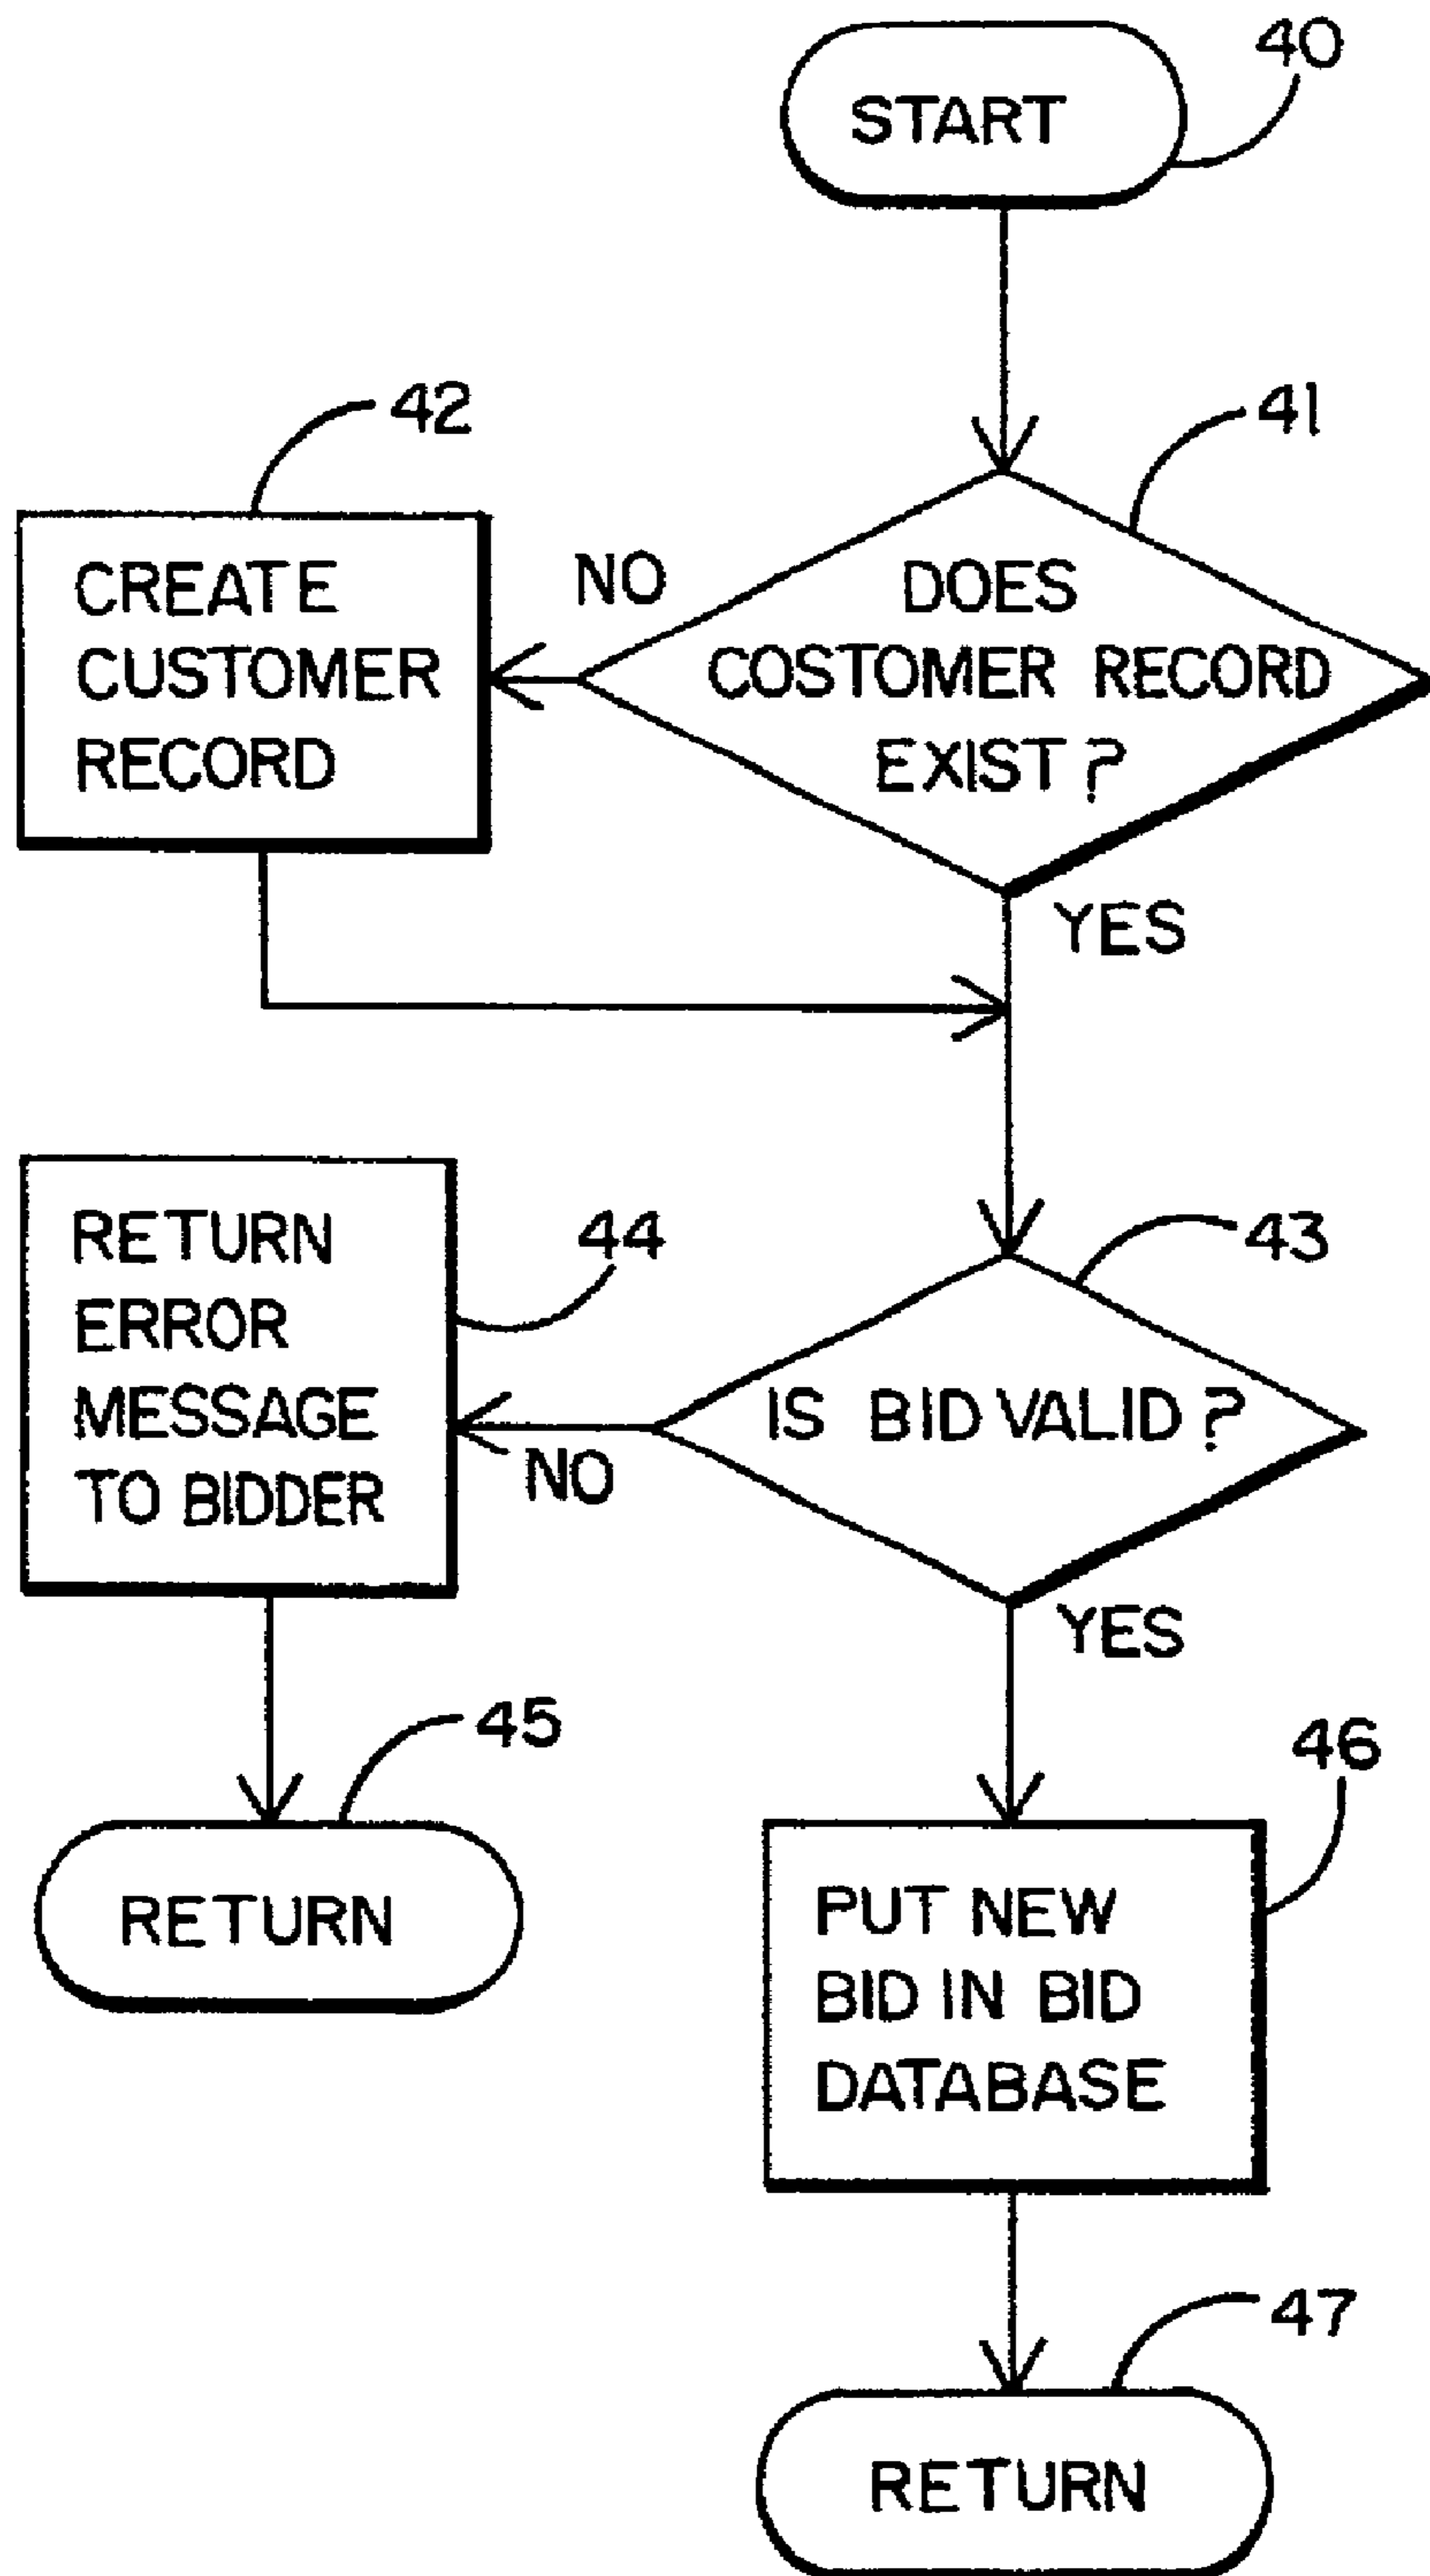 40
START
42
41
CREATE
CUSTOMER
RECORD
NO
DOES
COSTOMER RECORD
EXIST?
YES
RETURN
ERROR
MESSAGE
TO BIDDER
44
43
IS BID VALID?
NO
YES
45
RETURN
46
PUT NEW
BID IN BID
DATABASE
47
RETURN